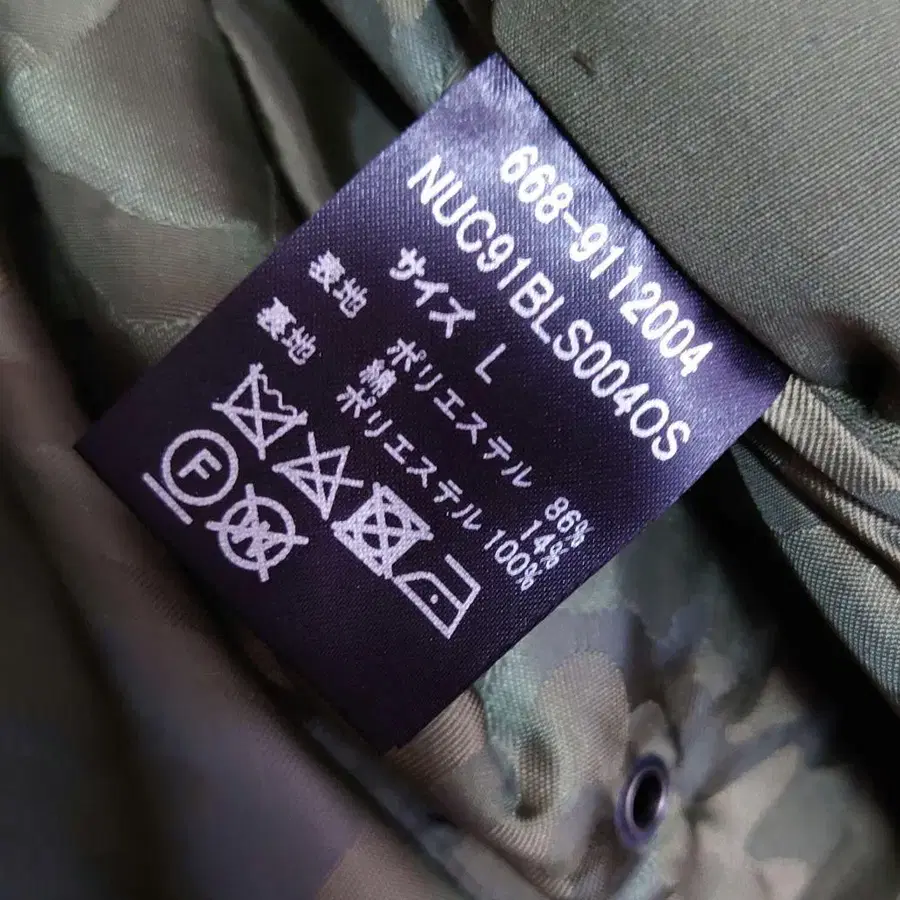 668-9112004
NUC91BLS0040S
サイズ L
表地 ポリエステル 86%
綿 14%
裏地 ポリエステル 100%
F